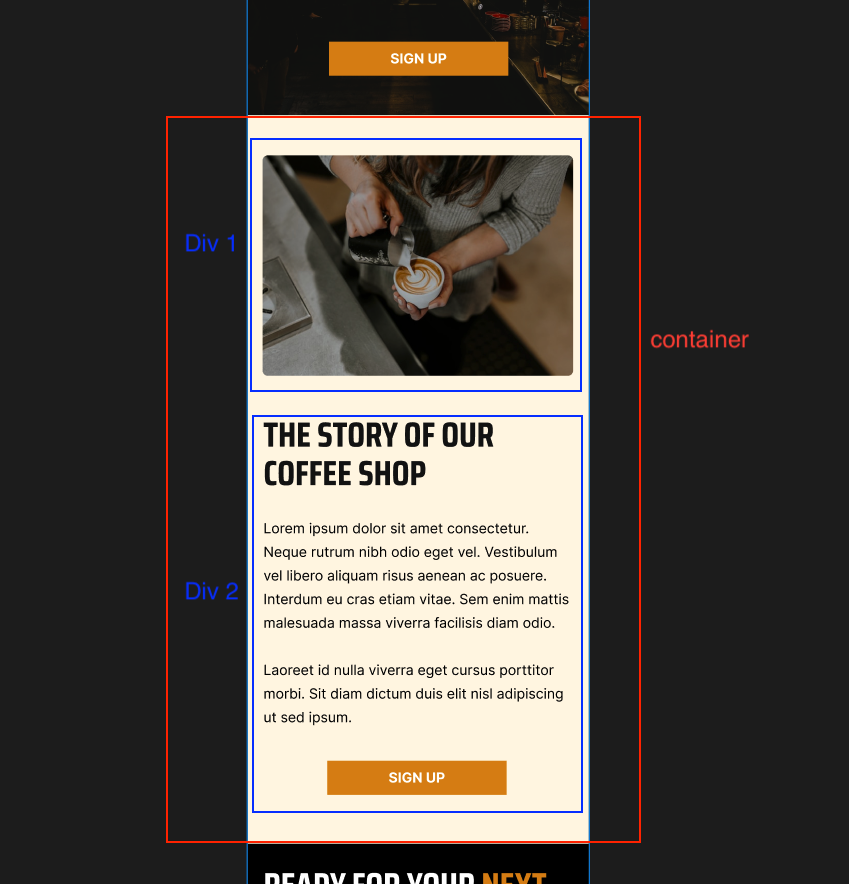 SIGN UP
Div 1
container
THE STORY OF OUR
COFFEE SHOP
Lorem ipsum dolor sit amet consectetur.
Neque rutrum nibh odio eget vel. Vestibulum
vel libero aliquam risus aenean ac posuere.
Interdum eu cras etiam vitae. Sem enim mattis
malesuada massa viverra facilisis diam odio.
Div 2
Laoreet id nulla viverra eget cursus porttitor
morbi. Sit diam dictum duis elit nisl adipiscing
ut sed ipsum.
SIGN UP
READY FOR YOUR NEXT